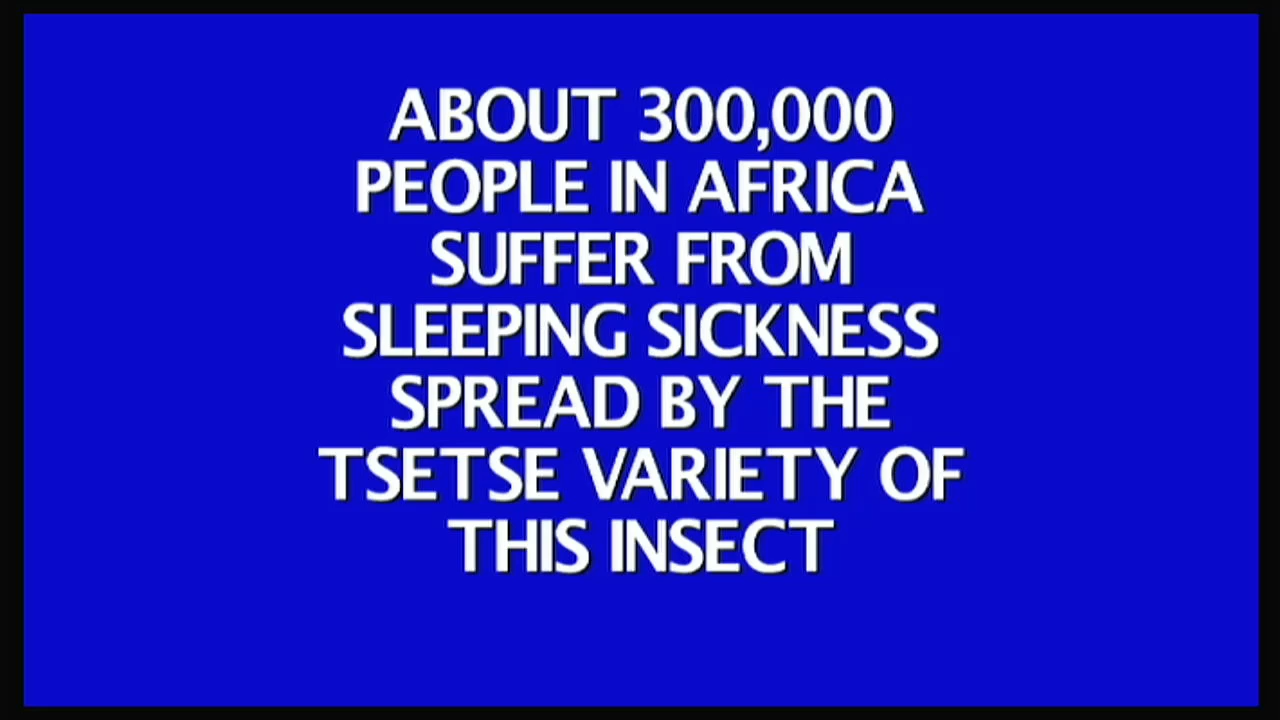 ABOUT 300,000
PEOPLE IN AFRICA
SUFFER FROM
SLEEPING SICKNESS
SPREAD BY THE
TSETSE VARIETY OF
THIS INSECT